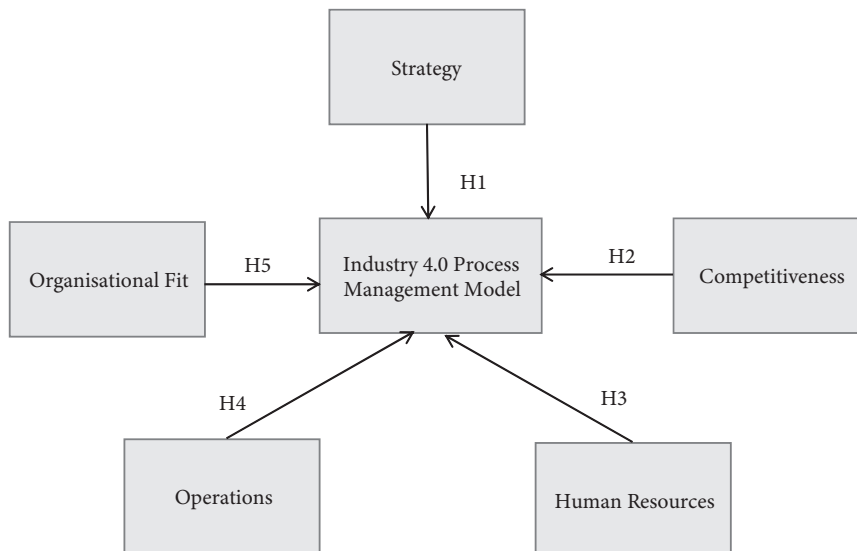 Strategy
H1
Organisational Fit
H5
Industry 4.0 Process
Management Model
H2
Competitiveness
H4
H3
Operations
Human Resources